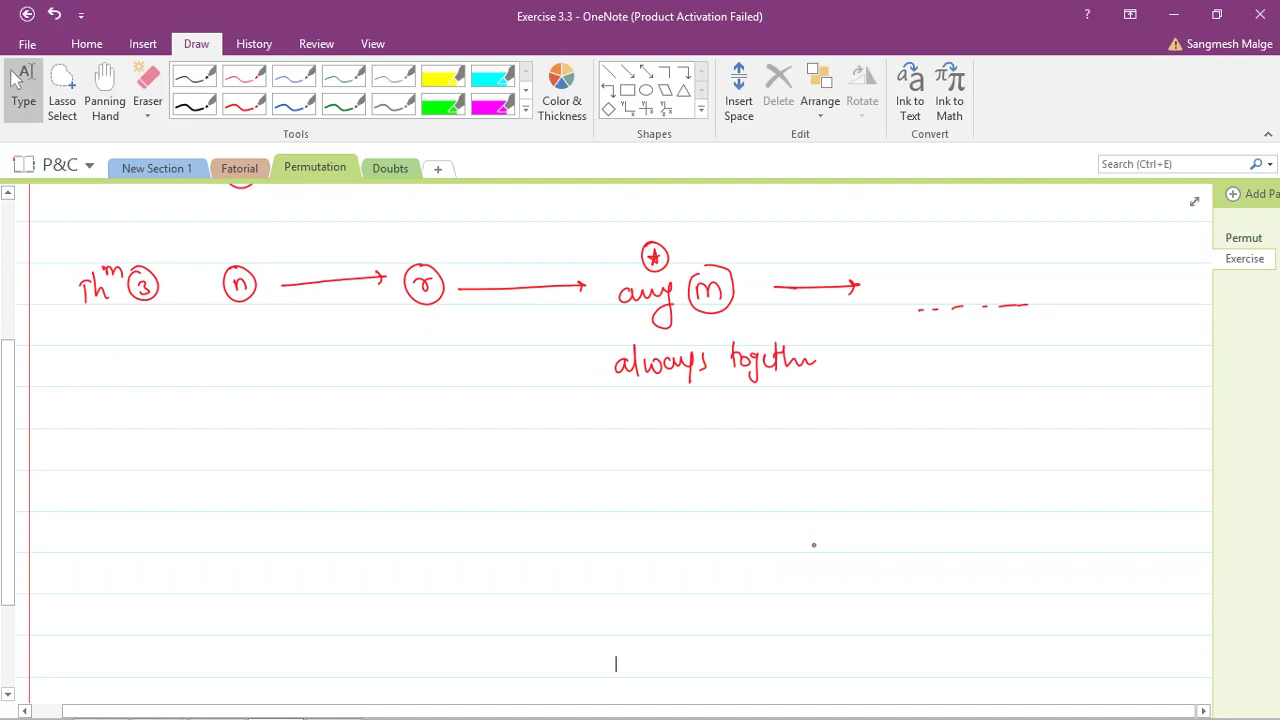 Exercise 3.3 - OneNote (Product Activation Failed)
?
File Home Insert Draw History Review View
Sangmesh Malge
Type Lasso Select Panning Hand Eraser
Color & Thickness
Insert Space Delete Arrange Rotate
Ink to Text Ink to Math
Tools Shapes Edit Convert
P&C New Section 1 Fatorial Permutation Doubts
Search (Ctrl+E)
Add Pa
Permut
Exercise
Thm 3 n r any m
always togethe